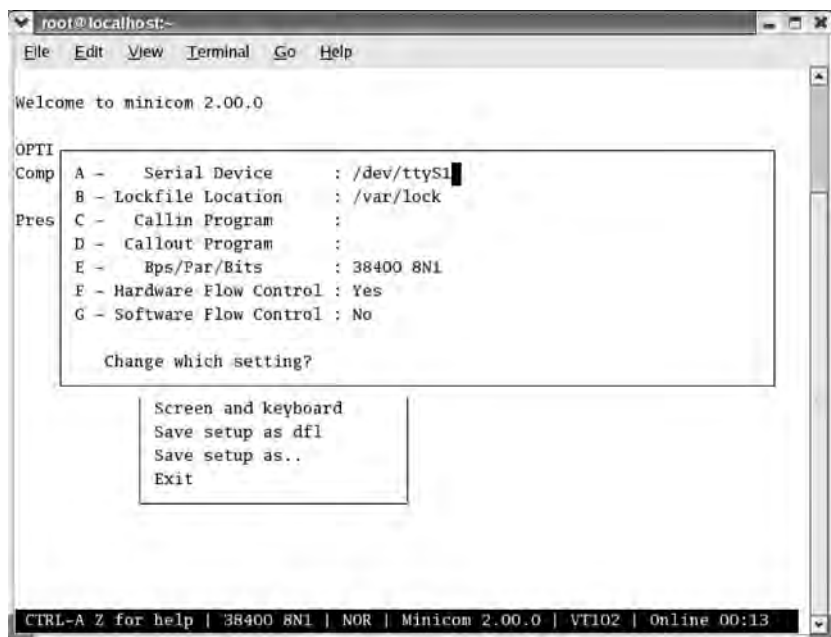 root@localhost:~
File Edit View Terminal Go Help
Welcome to minicom 2.00.0
OPTI
Comp A - Serial Device : /dev/ttyS1
B - Lockfile Location : /var/lock
Pres C - Callin Program :
D - Callout Program :
E - Bps/Par/Bits : 38400 8N1
F - Hardware Flow Control : Yes
G - Software Flow Control : No
Change which setting?
Screen and keyboard
Save setup as dfl
Save setup as..
Exit
CTRL-A Z for help | 38400 8N1 | NOR | Minicom 2.00.0 | VT102 | Online 00:13